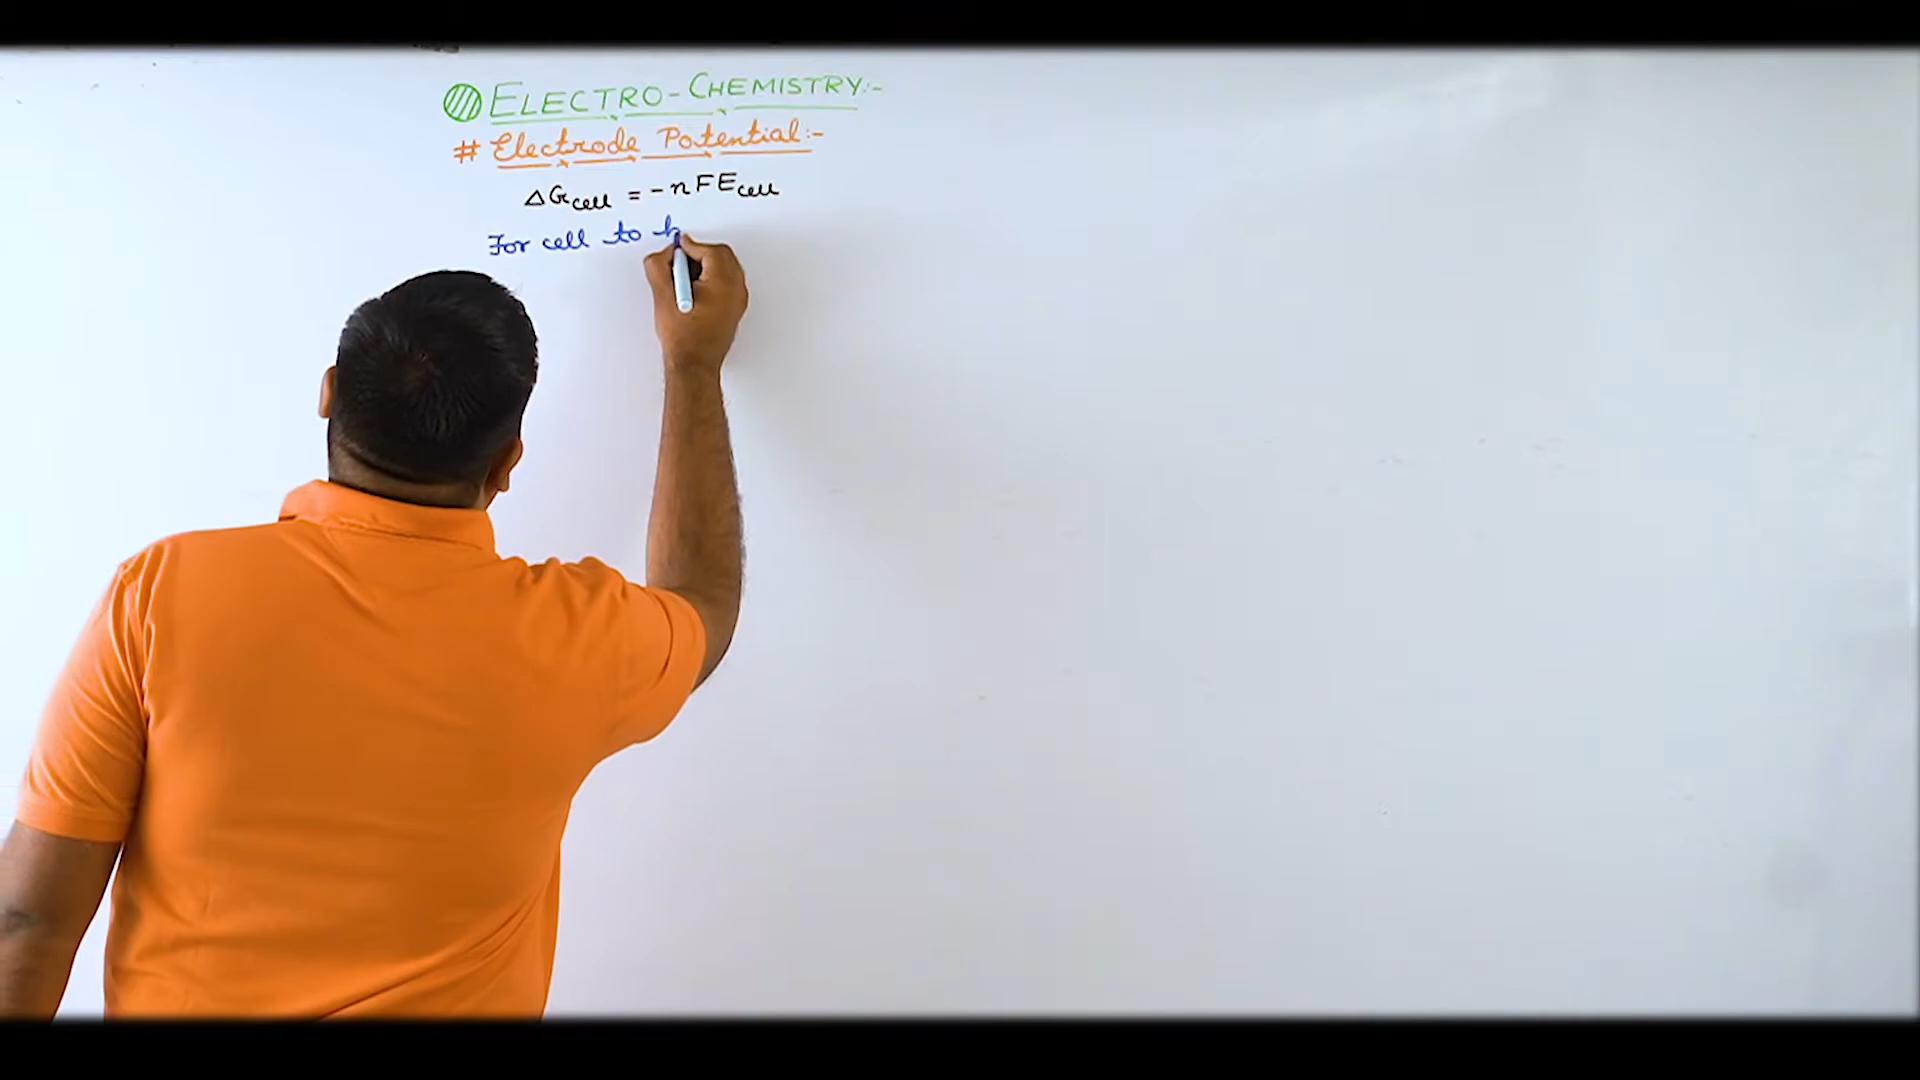 ELECTRO-CHEMISTRY:-
# Electrode Potential:-
ΔGcell = -nFEcell
For cell to